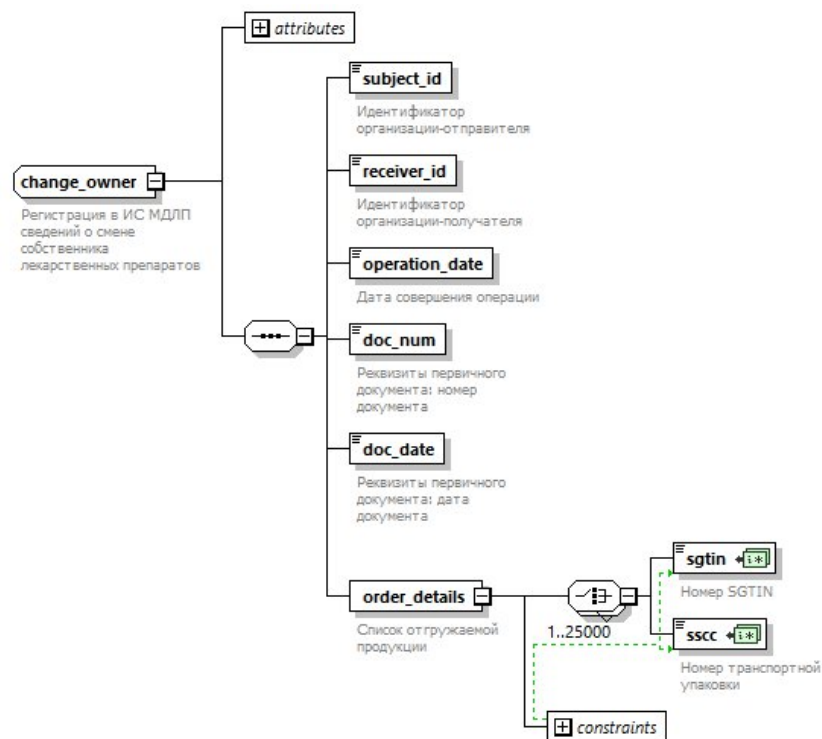 attributes
subject_id
Идентификатор
организации-отправителя
change_owner
Регистрация в ИС МДЛП
сведений о смене
собственника
лекарственных препаратов
receiver_id
Идентификатор
организации-получателя
operation_date
Дата совершения операции
doc_num
Реквизиты первичного
документа: номер
документа
doc_date
Реквизиты первичного
документа: дата
документа
order_details
Список отгружаемой
продукции
1..25000
sgtin
i*
Номер SGTIN
sscc
i*
Номер транспортной
упаковки
constraints